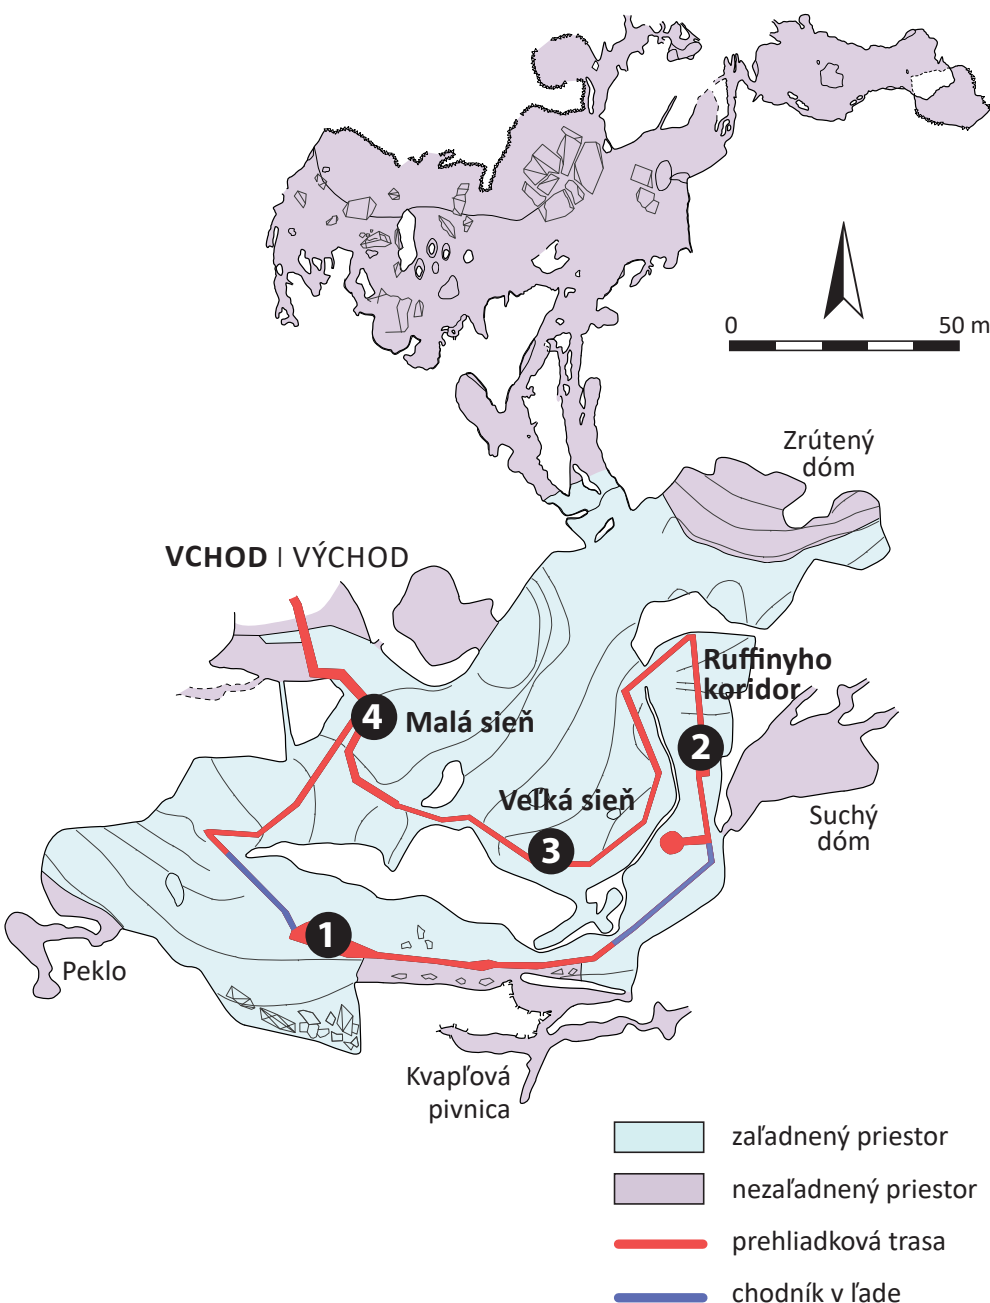 0 50 m
Zrútený
dóm
VCHOD | VÝCHOD
Ruffinyho
koridor
4 Malá sieň
2
Veľká sieň
Suchý
dóm
3
1
Peklo
Kvapľová
pivnica
zaľadnený priestor
nezaľadnený priestor
prehliadková trasa
chodník v ľade